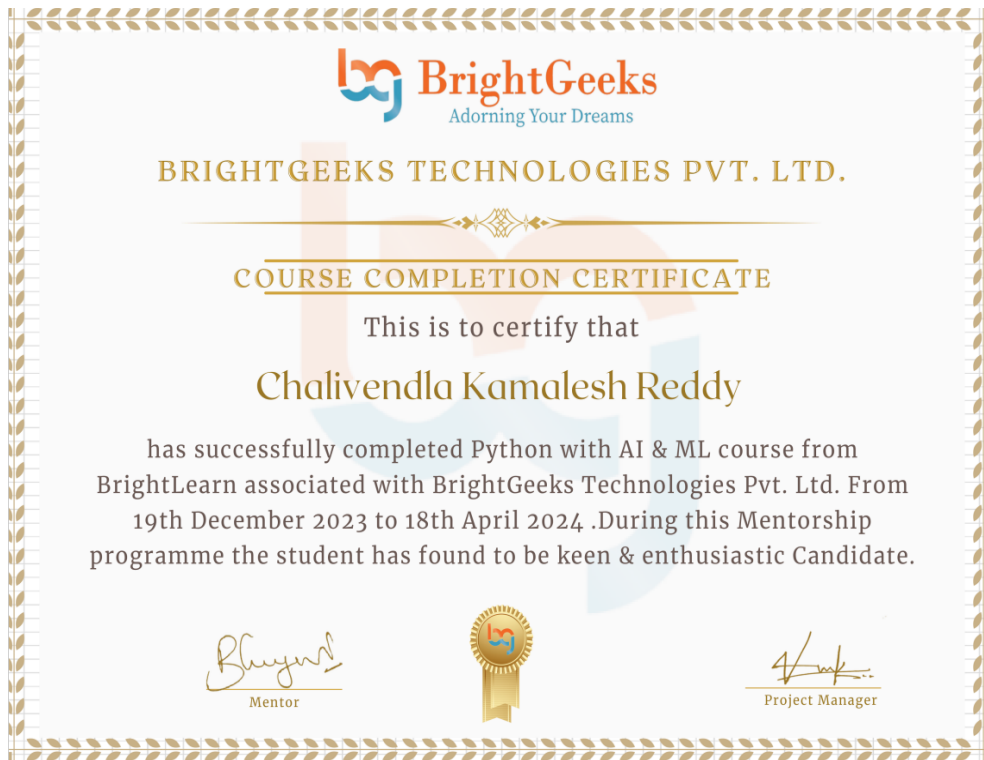 bg BrightGeeks
Adorning Your Dreams
BRIGHTGEEKS TECHNOLOGIES PVT. LTD.
COURSE COMPLETION CERTIFICATE
This is to certify that
Chalivendla Kamalesh Reddy
has successfully completed Python with AI & ML course from
BrightLearn associated with BrightGeeks Technologies Pvt. Ltd. From
19th December 2023 to 18th April 2024 .During this Mentorship
programme the student has found to be keen & enthusiastic Candidate.
Mentor
Project Manager